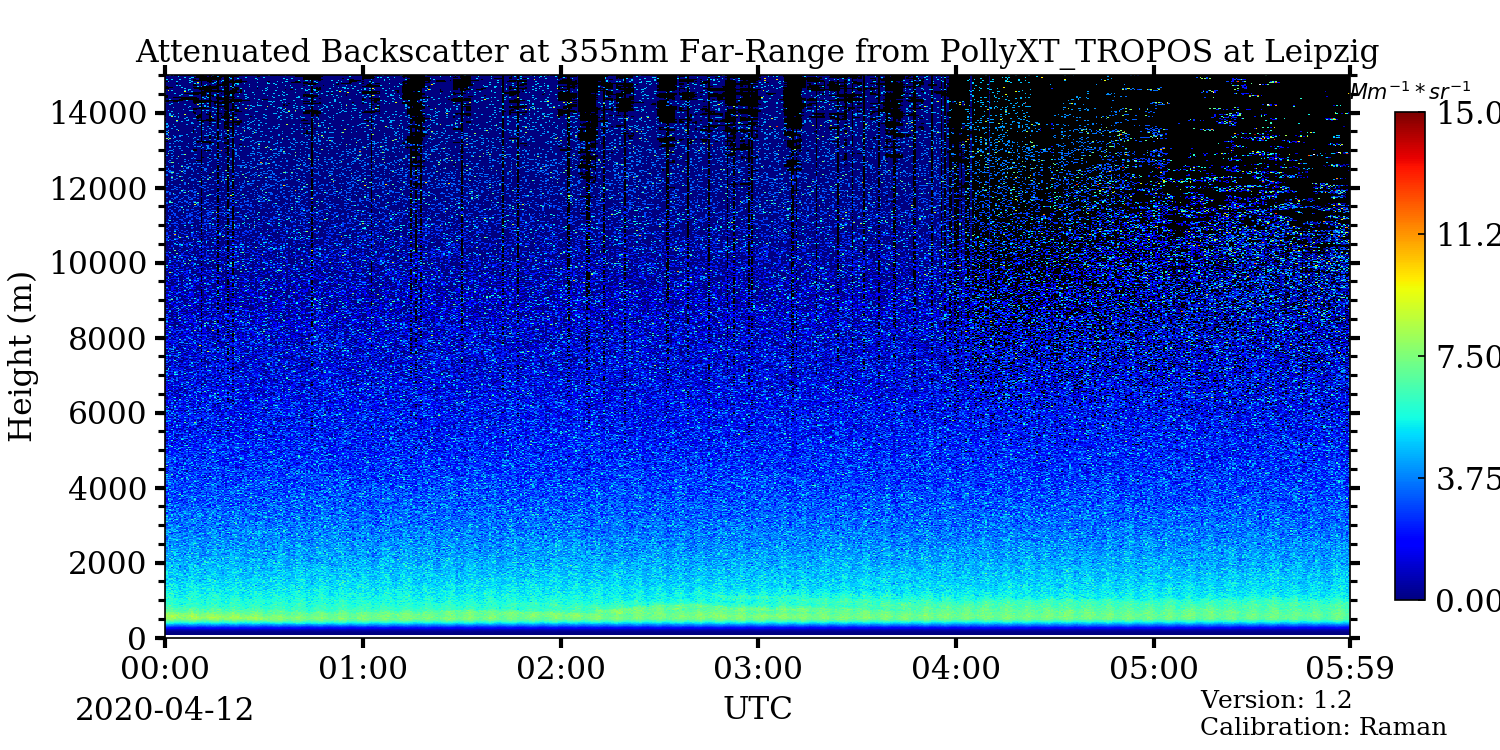 Attenuated Backscatter at 355nm Far-Range from PollyXT_TROPOS at Leipzig
Mm⁻¹*sr⁻¹
15.0
11.2
7.50
3.75
0.00
Height (m)
14000
12000
10000
8000
6000
4000
2000
0
00:00 01:00 02:00 03:00 04:00 05:00 05:59
2020-04-12
UTC
Version: 1.2
Calibration: Raman